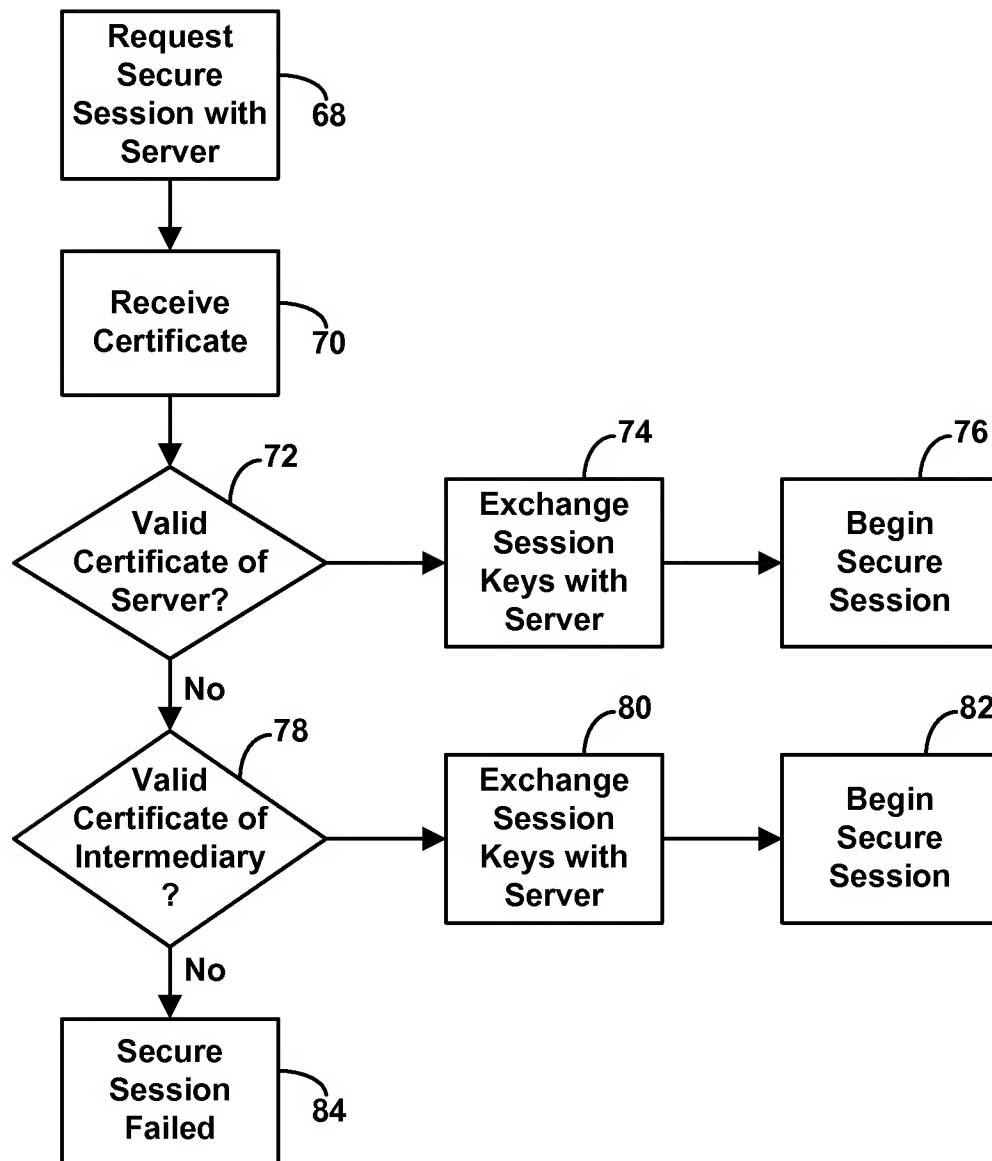 Request
Secure
Session with
Server
68
Receive
Certificate
70
72
Valid
Certificate of
Server?
74
Exchange
Session
Keys with
Server
76
Begin
Secure
Session
No
78
Valid
Certificate of
Intermediary
?
80
Exchange
Session
Keys with
Server
82
Begin
Secure
Session
No
Secure
Session
Failed
84